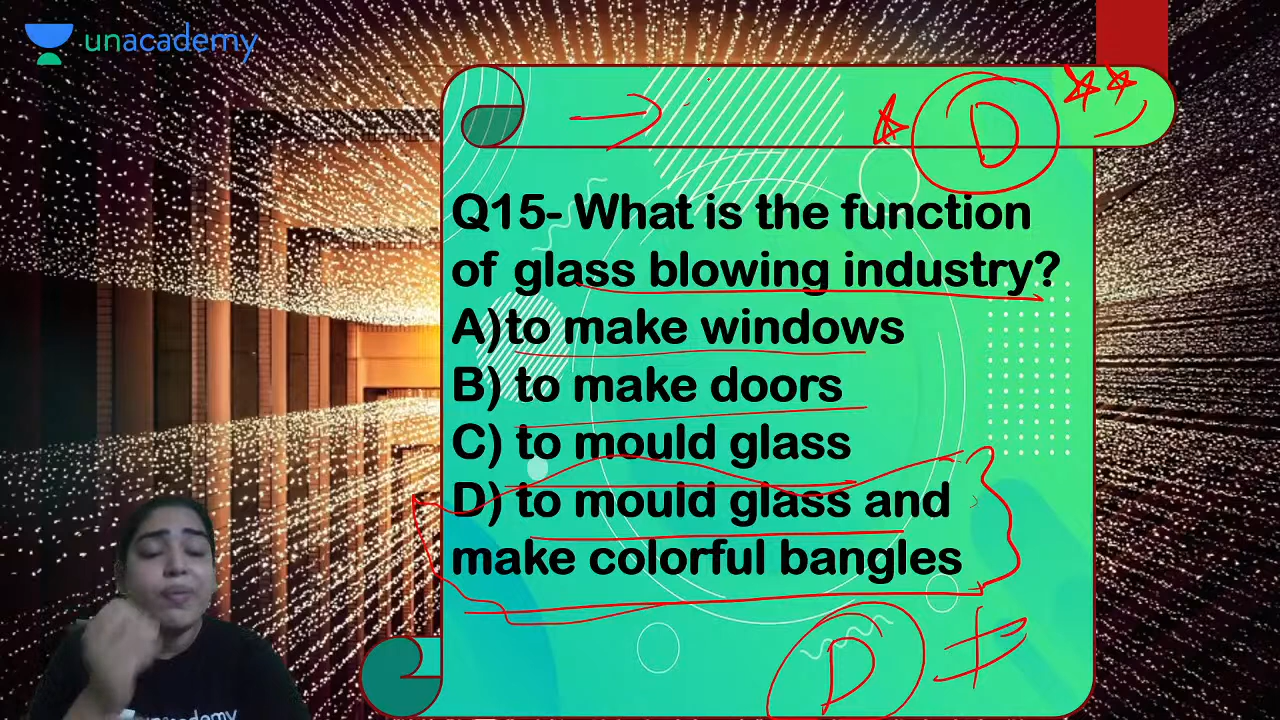 unacademy
D
Q15- What is the function
of glass blowing industry?
A)to make windows
B) to make doors
C) to mould glass
D) to mould glass and
make colorful bangles
D
unacademy